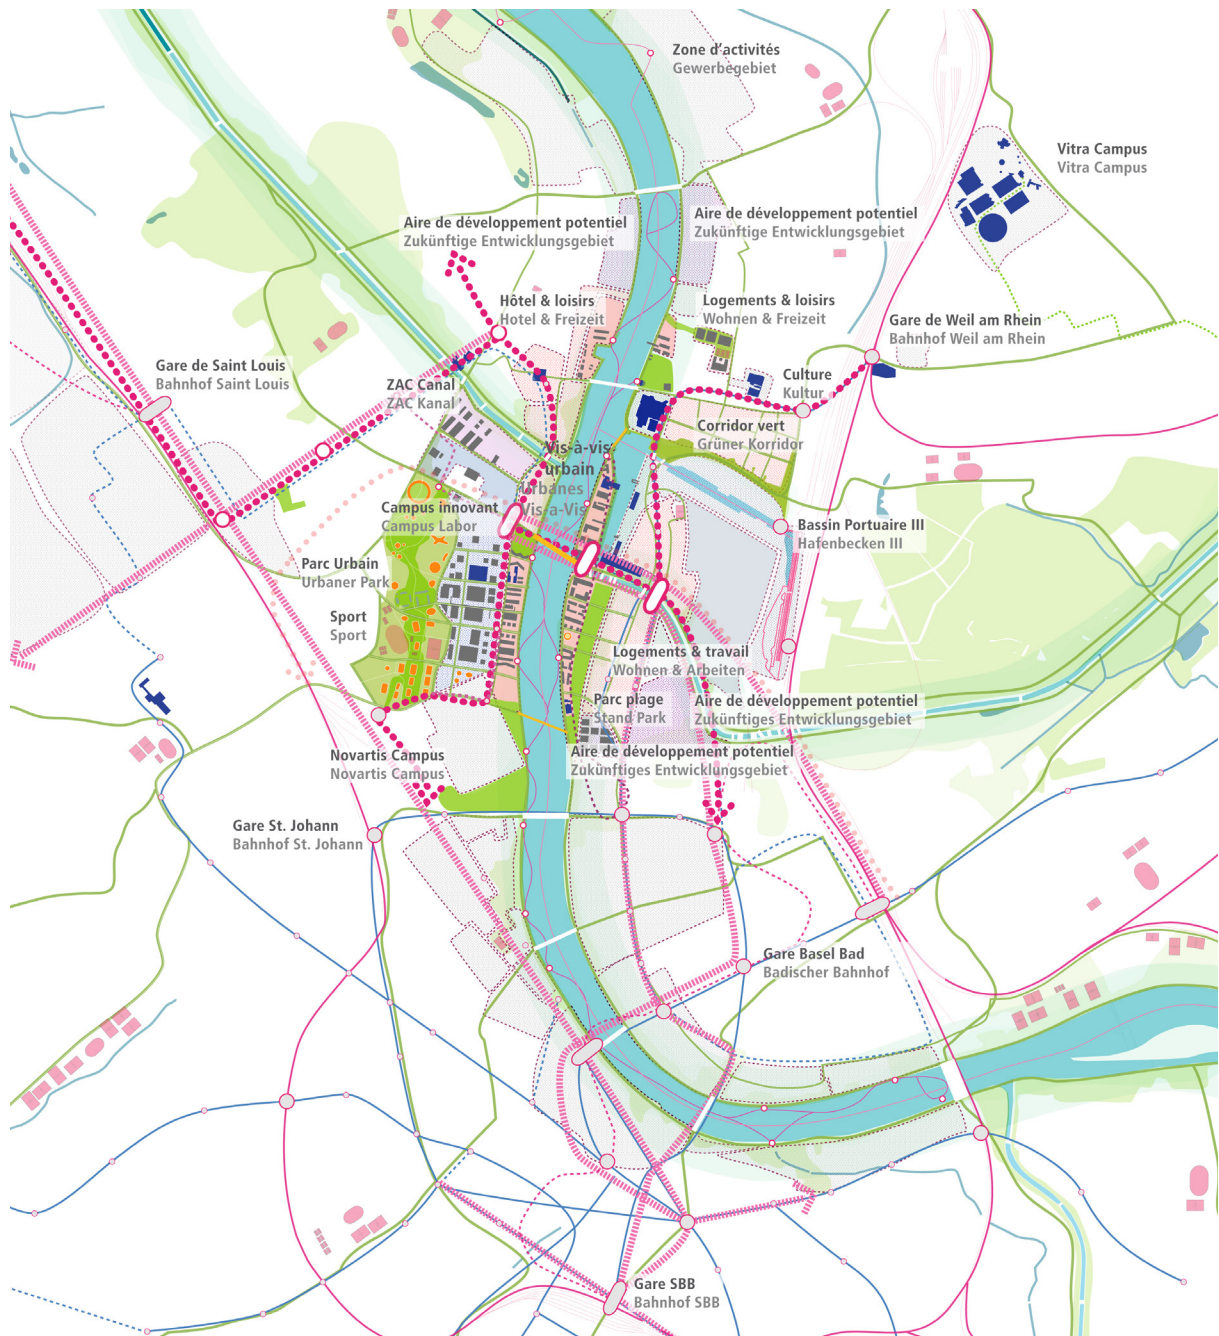 Zone d'activités
Gewerbegebiet
Vitra Campus
Vitra Campus
Aire de développement potentiel
Zukünftige Entwicklungsgebiet
Aire de développement potentiel
Zukünftige Entwicklungsgebiet
Hôtel & loisirs
Hotel & Freizeit
Logements & loisirs
Wohnen & Freizeit
Gare de Weil am Rhein
Bahnhof Weil am Rhein
Gare de Saint Louis
Bahnhof Saint Louis
ZAC Canal
ZAC Kanal
Culture
Kultur
Corridor vert
Grüner Korridor
Vis-à-vis
urbain
Urbanes
Vis-a-Vis
Campus innovant
Campus Labor
Bassin Portuaire III
Hafenbecken III
Parc Urbain
Urbaner Park
Sport
Sport
Logements & travail
Wohnen & Arbeiten
Parc plage
Stand Park
Aire de développement potentiel
Zukünftiges Entwicklungsgebiet
Aire de développement potentiel
Zukünftiges Entwicklungsgebiet
Novartis Campus
Novartis Campus
Gare St. Johann
Bahnhof St. Johann
Gare Basel Bad
Badischer Bahnhof
Gare SBB
Bahnhof SBB